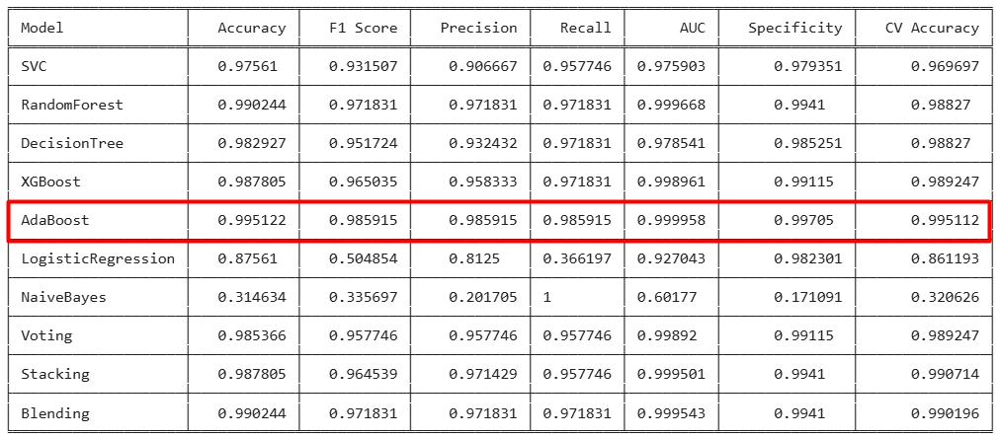 Model Accuracy F1 Score Precision Recall AUC Specificity CV Accuracy
SVC 0.97561 0.931507 0.906667 0.957746 0.975903 0.979351 0.969697
RandomForest 0.990244 0.971831 0.971831 0.971831 0.999668 0.9941 0.98827
DecisionTree 0.982927 0.951724 0.932432 0.971831 0.978541 0.985251 0.98827
XGBoost 0.987805 0.965035 0.958333 0.971831 0.998961 0.99115 0.989247
AdaBoost 0.995122 0.985915 0.985915 0.985915 0.999958 0.99705 0.995112
LogisticRegression 0.87561 0.504854 0.8125 0.366197 0.927043 0.982301 0.861193
NaiveBayes 0.314634 0.335697 0.201705 1 0.60177 0.171091 0.320626
Voting 0.985366 0.957746 0.957746 0.957746 0.99892 0.99115 0.989247
Stacking 0.987805 0.964539 0.971429 0.957746 0.999501 0.9941 0.990714
Blending 0.990244 0.971831 0.971831 0.971831 0.999543 0.9941 0.990196